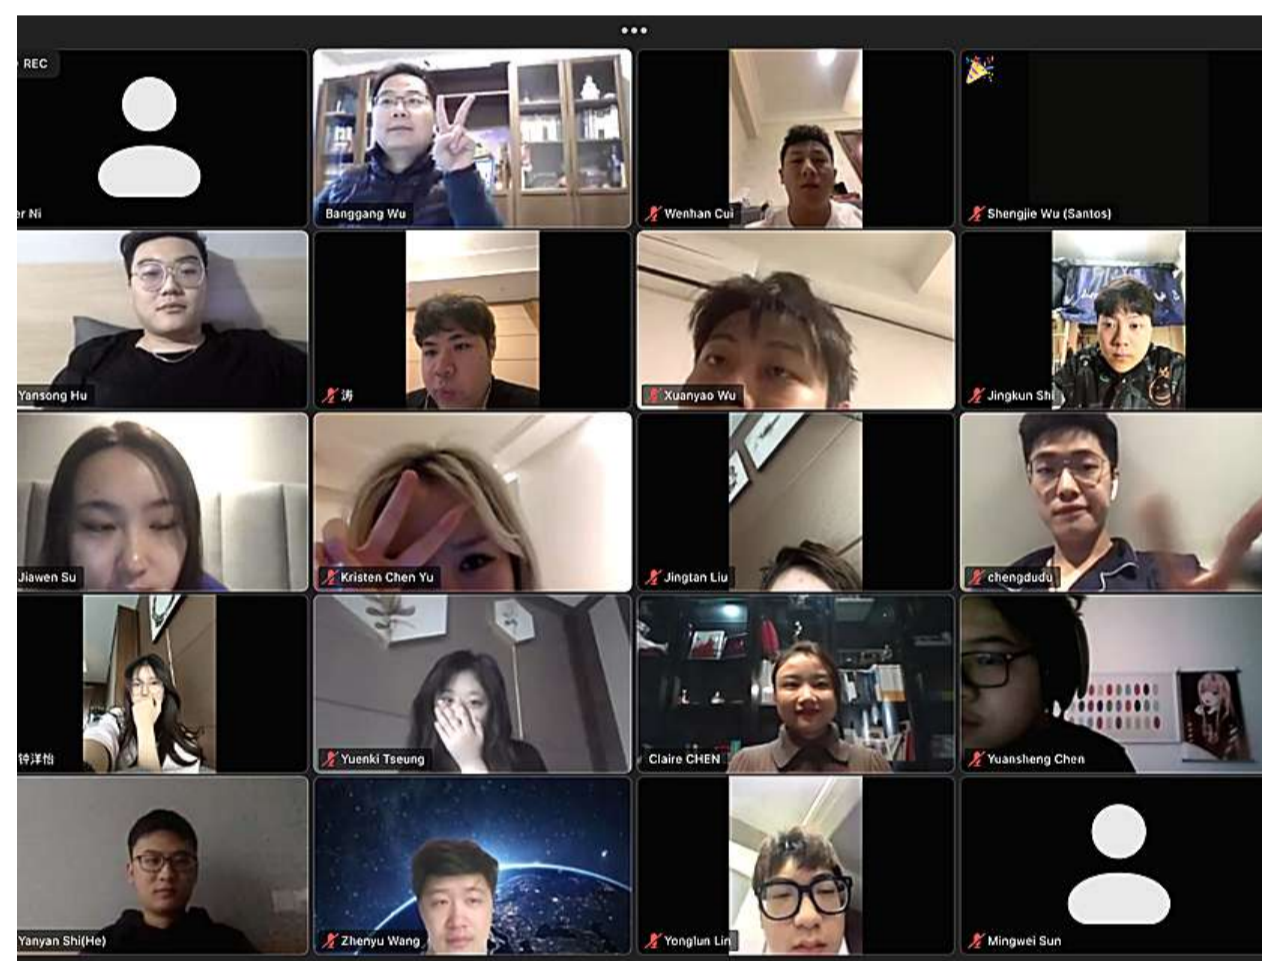 REC
er Ni
Banggang Wu
Wenhan Cui
Shengjie Wu (Santos)
Yansong Hu
涛
Xuanyao Wu
Jingkun Shi
Jiawen Su
Kristen Chen Yu
Jingtan Liu
chengdudu
钟洋怡
Yuenki Tseung
Claire CHEN
Yuansheng Chen
Yanyan Shi(He)
Zhenyu Wang
Yonglun Lin
Mingwei Sun